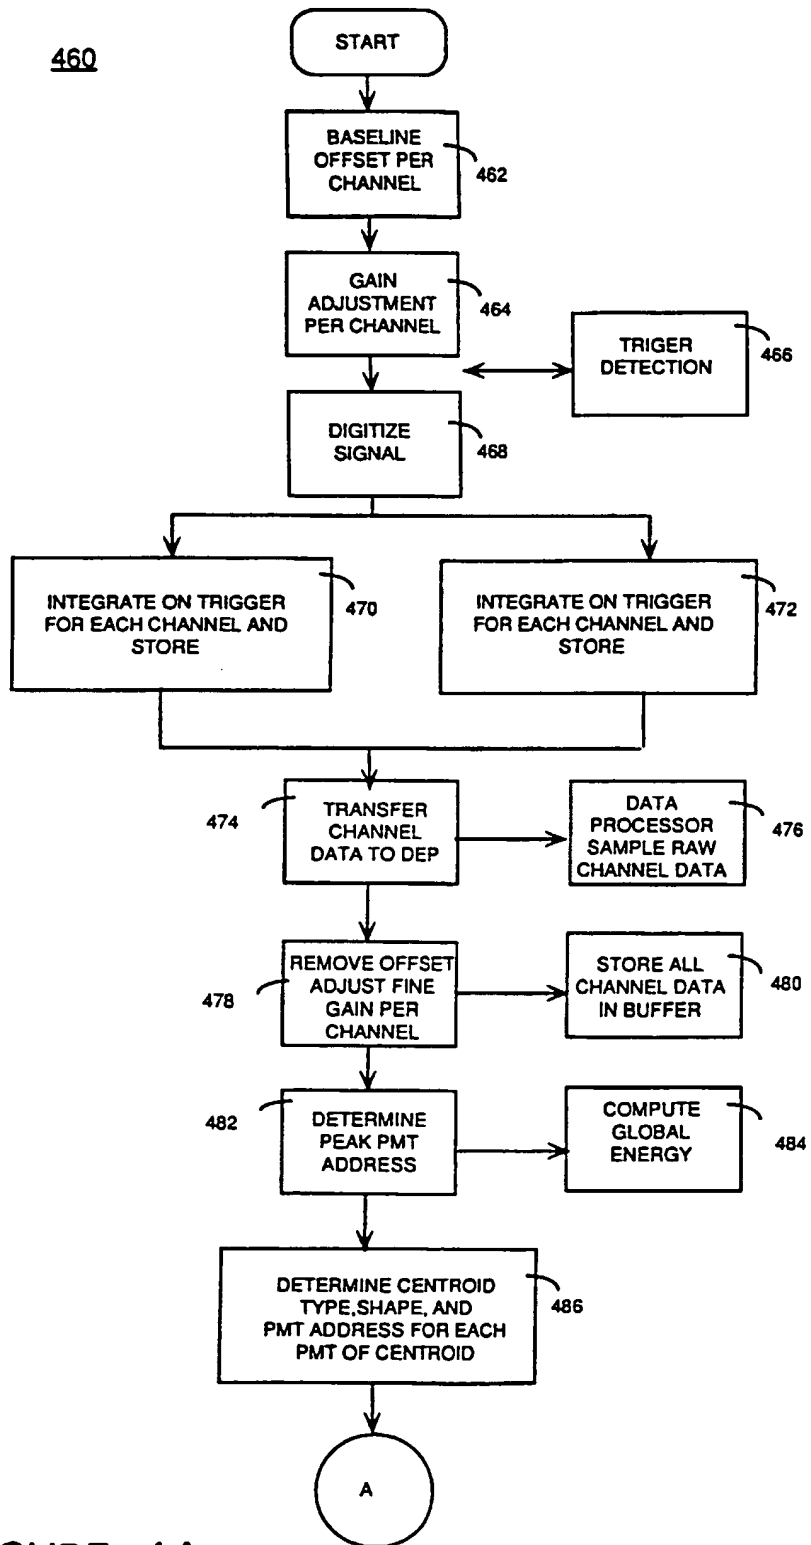 460
START
BASELINE
OFFSET PER
CHANNEL
462
GAIN
ADJUSTMENT
PER CHANNEL
464
TRIGER
DETECTION
466
DIGITIZE
SIGNAL
468
INTEGRATE ON TRIGGER
FOR EACH CHANNEL AND
STORE
470
INTEGRATE ON TRIGGER
FOR EACH CHANNEL AND
STORE
472
474
TRANSFER
CHANNEL
DATA TO DEP
DATA
PROCESSOR
SAMPLE RAW
CHANNEL DATA
476
478
REMOVE OFFSET
ADJUST FINE
GAIN PER
CHANNEL
STORE ALL
CHANNEL DATA
IN BUFFER
480
482
DETERMINE
PEAK PMT
ADDRESS
COMPUTE
GLOBAL
ENERGY
484
DETERMINE CENTROID
TYPE,SHAPE, AND
PMT ADDRESS FOR EACH
PMT OF CENTROID
486
A